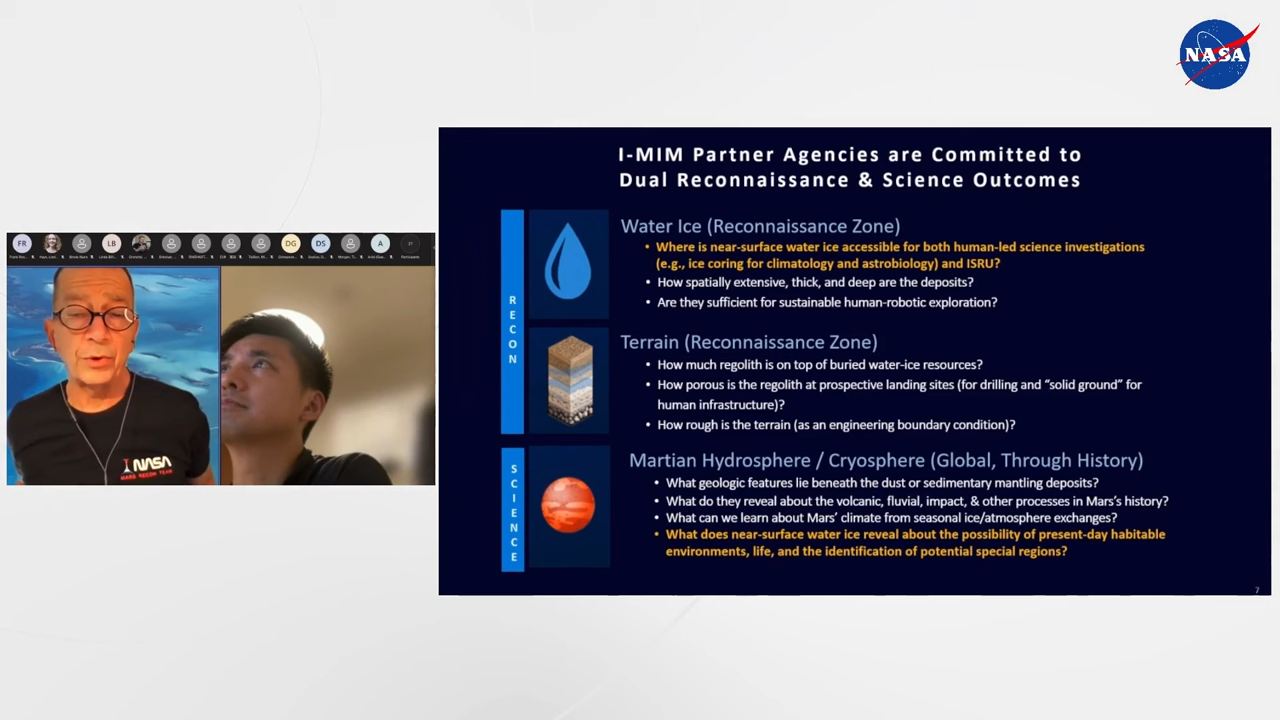 NASA
I-MIM Partner Agencies are Committed to
Dual Reconnaissance & Science Outcomes
RECON
Water Ice (Reconnaissance Zone)
• Where is near-surface water ice accessible for both human-led science investigations
(e.g., ice coring for climatology and astrobiology) and ISRU?
• How spatially extensive, thick, and deep are the deposits?
• Are they sufficient for sustainable human-robotic exploration?
Terrain (Reconnaissance Zone)
• How much regolith is on top of buried water-ice resources?
• How porous is the regolith at prospective landing sites (for drilling and “solid ground” for
human infrastructure)?
• How rough is the terrain (as an engineering boundary condition)?
SCIENCE
Martian Hydrosphere / Cryosphere (Global, Through History)
• What geologic features lie beneath the dust or sedimentary mantling deposits?
• What do they reveal about the volcanic, fluvial, impact, & other processes in Mars’s history?
• What can we learn about Mars’ climate from seasonal ice/atmosphere exchanges?
• What does near-surface water ice reveal about the possibility of present-day habitable
environments, life, and the identification of potential special regions?
7
FR LB DG DS A
Participants
NASA
MARS RECON TEAM